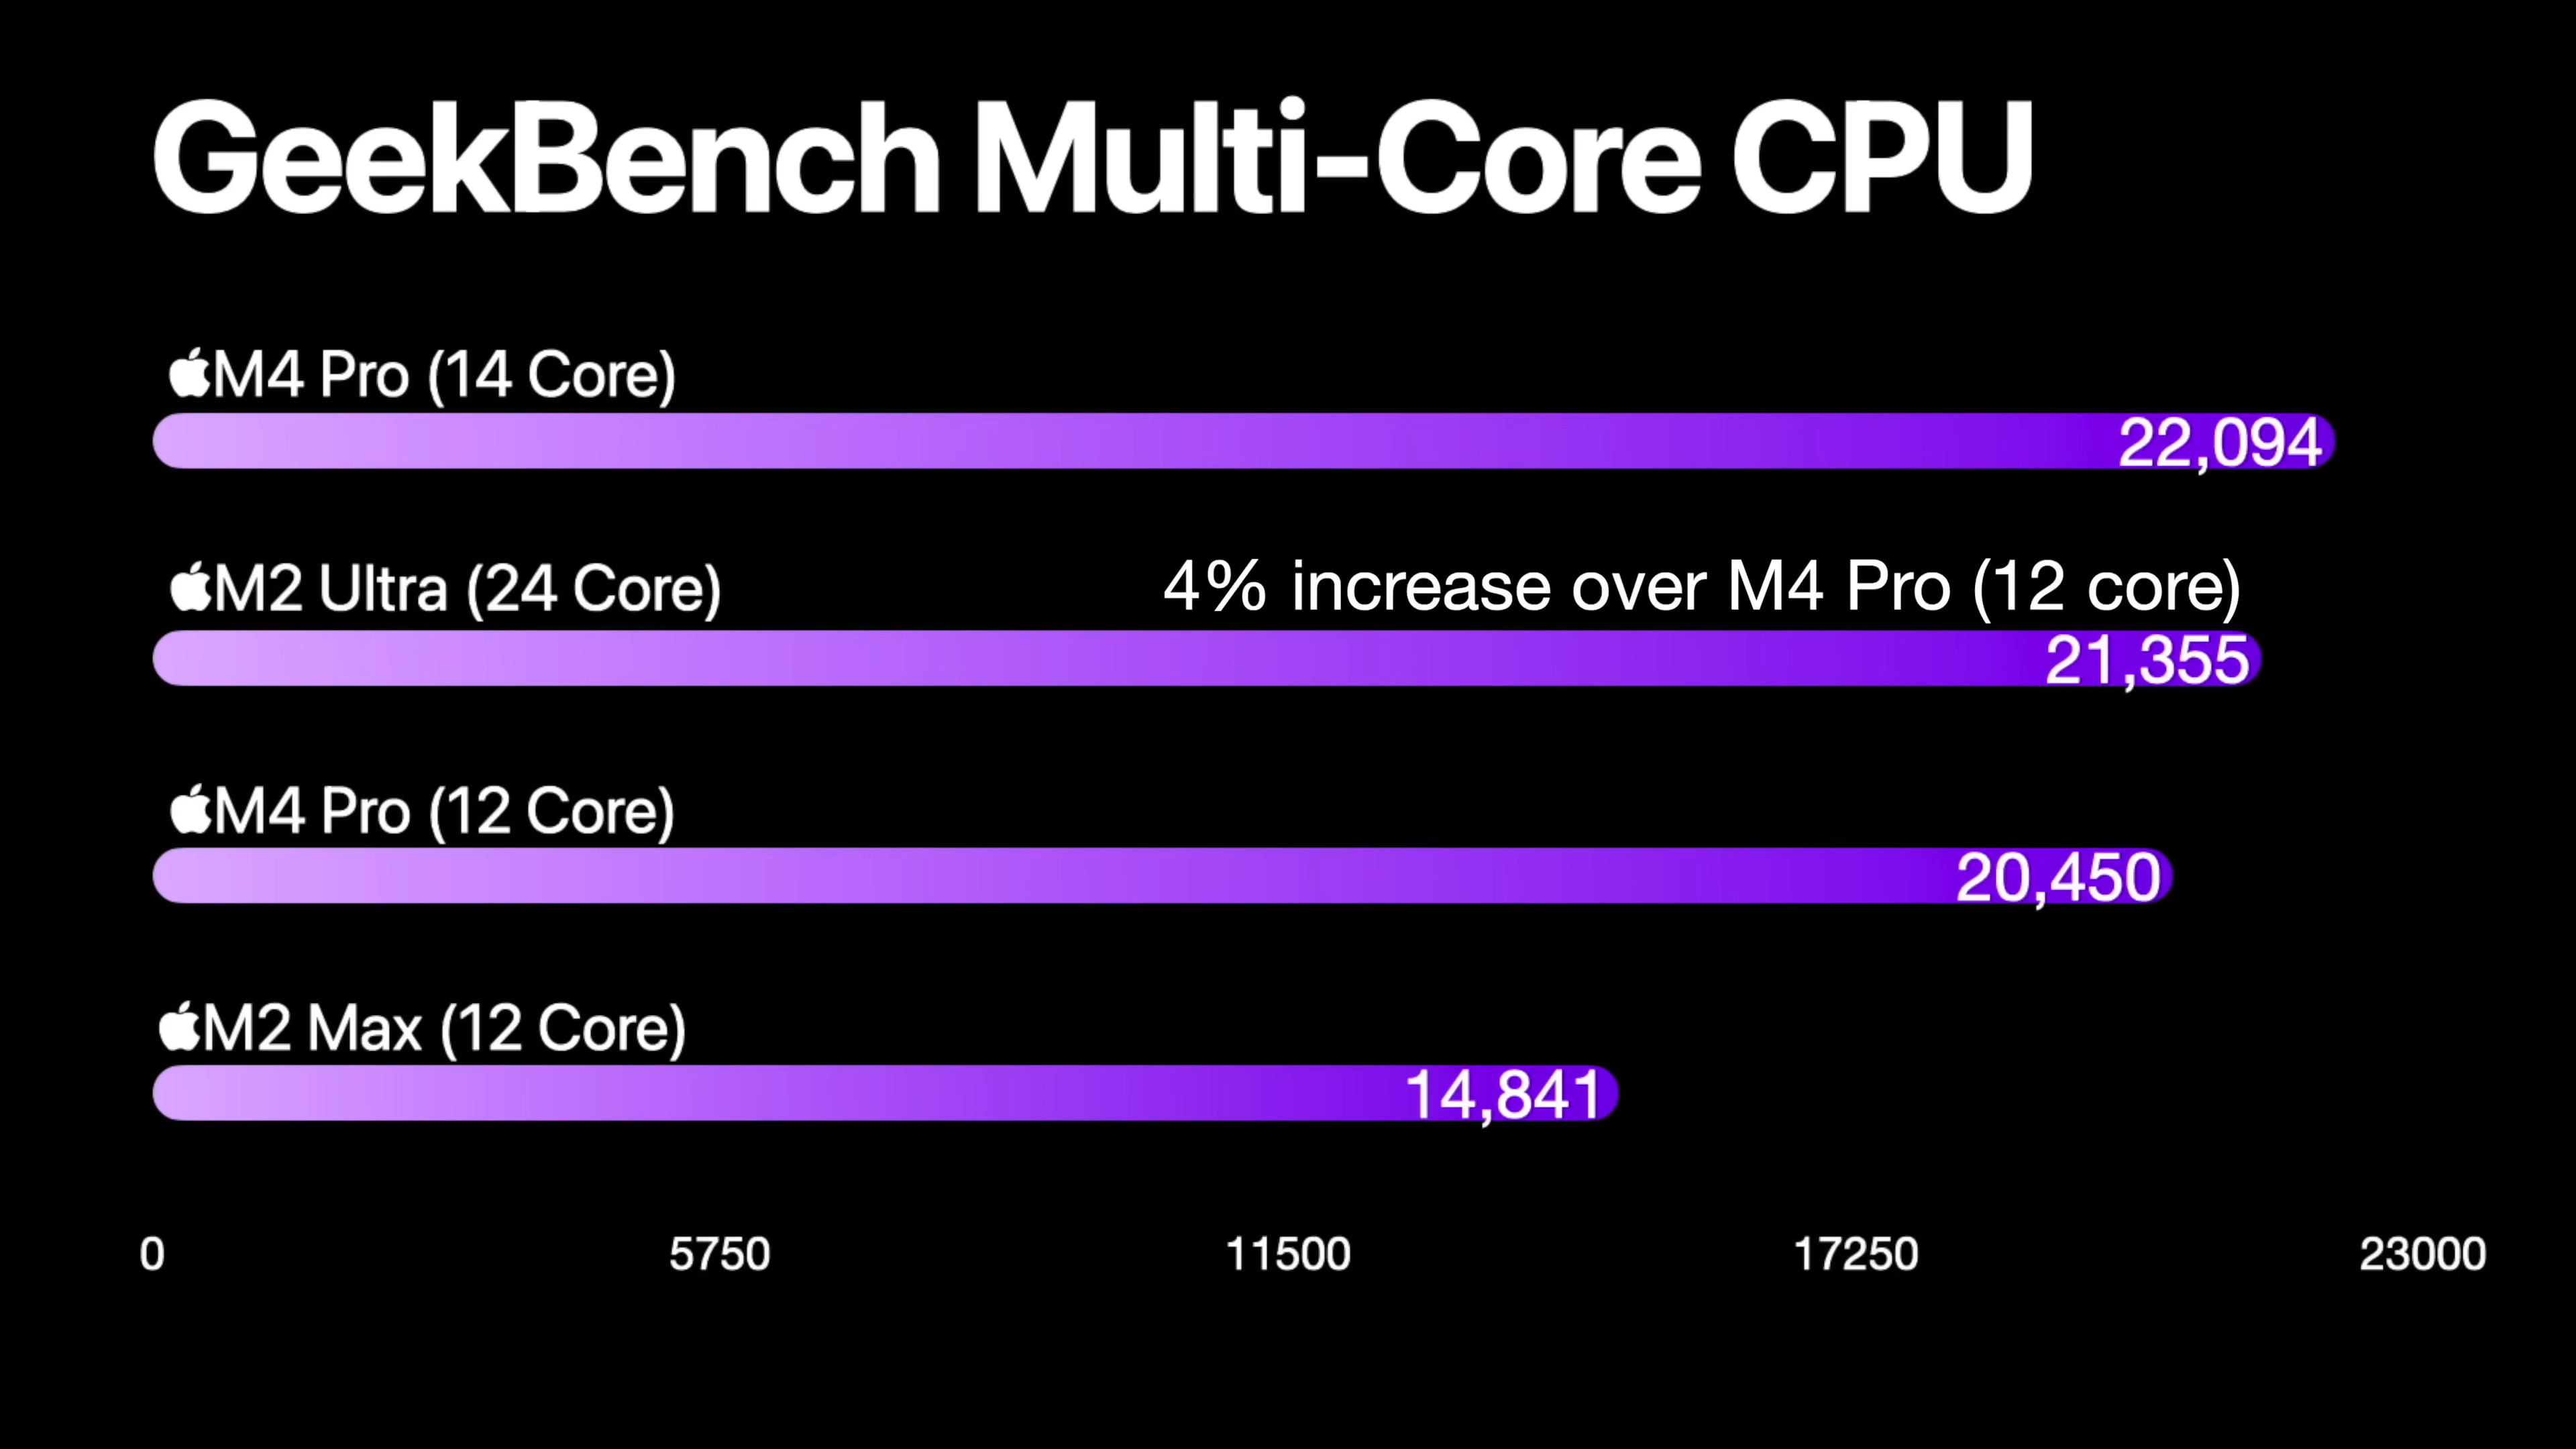 GeekBench Multi-Core CPU
M4 Pro (14 Core)
22,094
M2 Ultra (24 Core)
4% increase over M4 Pro (12 core)
21,355
M4 Pro (12 Core)
20,450
M2 Max (12 Core)
14,841
0 5750 11500 17250 23000